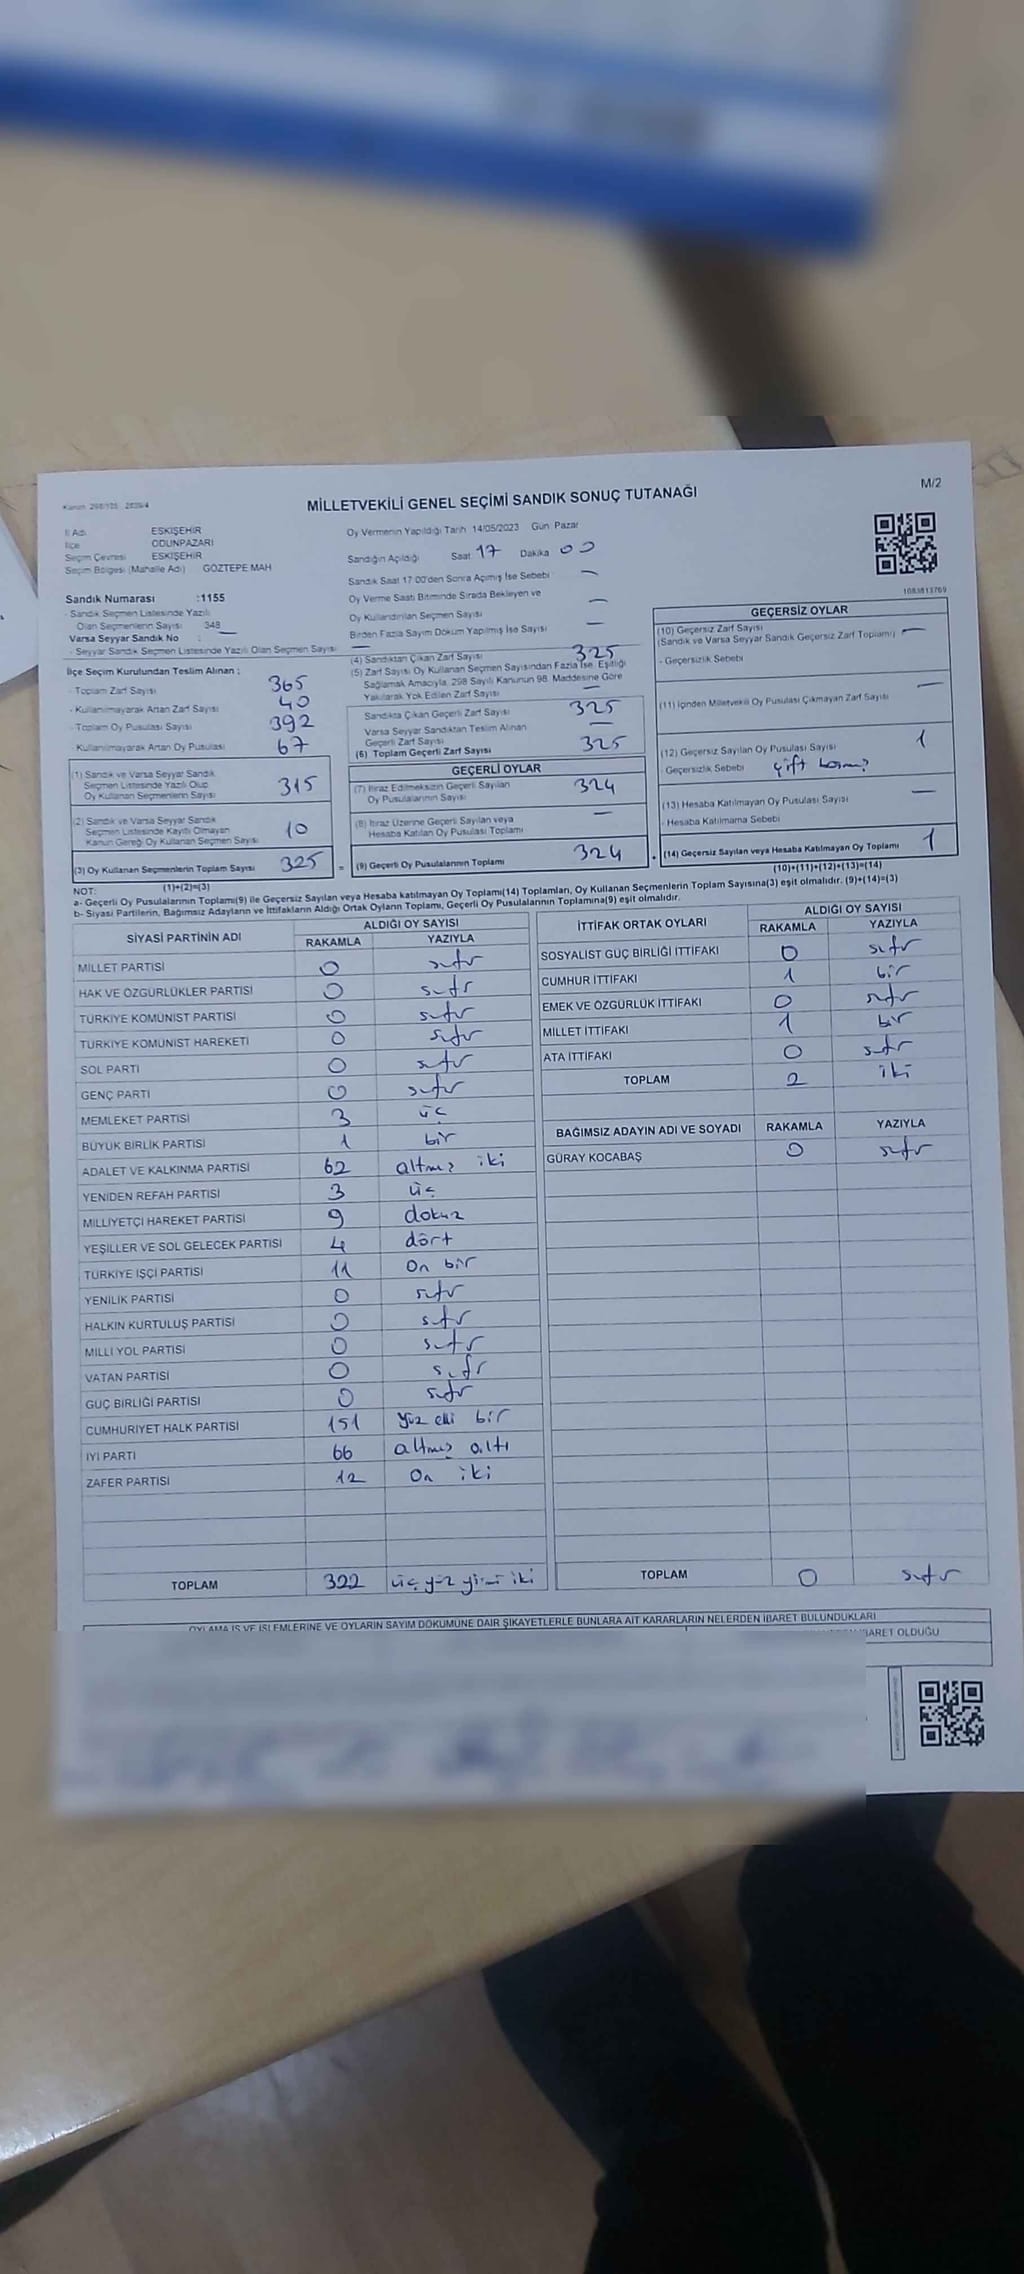 MİLLETVEKİLİ GENEL SEÇİMİ SANDIK SONUÇ TUTANAĞI
M/2
İl Adı ESKİŞEHİR
İlçe ODUNPAZARI
Seçim Çevresi ESKİŞEHİR
Seçim Bölgesi (Mahalle Adı) GÖZTEPE MAH
Sandık Numarası :1155
- Sandık Seçmen Listesinde Yazılı
Olan Seçmenlerin Sayısı 348
Varsa Seyyar Sandık No : —
- Seyyar Sandık Seçmen Listesinde Yazılı Olan Seçmen Sayısı —
Oy Vermenin Yapıldığı Tarih 14/05/2023 Gün Pazar
Sandığın Açıldığı Saat 17 Dakika 00
Sandık Saat 17:00'den Sonra Açılmış İse Sebebi —
Oy Verme Saati Bitiminde Sırada Bekleyen ve
Oy Kullandırılan Seçmen Sayısı —
Birden Fazla Sayım Döküm Yapılmış İse Sayısı —
1083813769
İlçe Seçim Kurulundan Teslim Alınan ;
- Toplam Zarf Sayısı 365
- Kullanılmayarak Artan Zarf Sayısı 40
- Toplam Oy Pusulası Sayısı 392
- Kullanılmayarak Artan Oy Pusulası 67
(1) Sandık ve Varsa Seyyar Sandık
Seçmen Listesinde Yazılı Olup
Oy Kullanan Seçmenlerin Sayısı 315
(2) Sandık ve Varsa Seyyar Sandık
Seçmen Listesinde Kayıtlı Olmayan
Kanun Gereği Oy Kullanan Seçmen Sayısı 10
(3) Oy Kullanan Seçmenlerin Toplam Sayısı 325 =
(1)+(2)=(3)
(4) Sandıktan Çıkan Zarf Sayısı 325
(5) Zarf Sayısı Oy Kullanan Seçmen Sayısından Fazla İse, Eşitliği
Sağlamak Amacıyla, 298 Sayılı Kanunun 98. Maddesine Göre
Yakılarak Yok Edilen Zarf Sayısı —
Sandıkta Çıkan Geçerli Zarf Sayısı 325
Varsa Seyyar Sandıktan Teslim Alınan
Geçerli Zarf Sayısı —
(6) Toplam Geçerli Zarf Sayısı 325
GEÇERLİ OYLAR
(7) İtiraz Edilmeksizin Geçerli Sayılan
Oy Pusulalarının Sayısı 324
(8) İtiraz Üzerine Geçerli Sayılan veya
Hesaba Katılan Oy Pusulası Toplamı —
(9) Geçerli Oy Pusulalarının Toplamı 324
GEÇERSİZ OYLAR
(10) Geçersiz Zarf Sayısı
(Sandık ve Varsa Seyyar Sandık Geçersiz Zarf Toplamı) —
- Geçersizlik Sebebi
(11) İçinden Milletvekili Oy Pusulası Çıkmayan Zarf Sayısı —
(12) Geçersiz Sayılan Oy Pusulası Sayısı 1
Geçersizlik Sebebi çift
(13) Hesaba Katılmayan Oy Pusulası Sayısı —
- Hesaba Katılmama Sebebi
(14) Geçersiz Sayılan veya Hesaba Katılmayan Oy Toplamı 1
(10)+(11)+(12)+(13)=(14)
NOT:
a- Geçerli Oy Pusulalarının Toplamı(9) ile Geçersiz Sayılan veya Hesaba katılmayan Oy Toplamı(14) Toplamları, Oy Kullanan Seçmenlerin Toplam Sayısına(3) eşit olmalıdır. (9)+(14)=(3)
b- Siyasi Partilerin, Bağımsız Adayların ve İttifakların Aldığı Ortak Oyların Toplamı, Geçerli Oy Pusulalarının Toplamına(9) eşit olmalıdır.
SİYASİ PARTİNİN ADI ALDIĞI OY SAYISI
RAKAMLA YAZIYLA
MİLLET PARTİSİ 0 sıfır
HAK VE ÖZGÜRLÜKLER PARTİSİ 0 sıfır
TÜRKİYE KOMÜNİST PARTİSİ 0 sıfır
TÜRKİYE KOMÜNİST HAREKETİ 0 sıfır
SOL PARTİ 0 sıfır
GENÇ PARTİ 0 sıfır
MEMLEKET PARTİSİ 3 üç
BÜYÜK BİRLİK PARTİSİ 1 bir
ADALET VE KALKINMA PARTİSİ 62 altmış iki
YENİDEN REFAH PARTİSİ 3 üç
MİLLİYETÇİ HAREKET PARTİSİ 9 dokuz
YEŞİLLER VE SOL GELECEK PARTİSİ 4 dört
TÜRKİYE İŞÇİ PARTİSİ 11 On bir
YENİLİK PARTİSİ 0 sıfır
HALKIN KURTULUŞ PARTİSİ 0 sıfır
MİLLİ YOL PARTİSİ 0 sıfır
VATAN PARTİSİ 0 sıfır
GÜÇ BİRLİĞİ PARTİSİ 0 sıfır
CUMHURİYET HALK PARTİSİ 151 Yüz elli bir
İYİ PARTİ 66 altmış altı
ZAFER PARTİSİ 12 On iki
TOPLAM 322 üç yüz yirmi iki
İTTİFAK ORTAK OYLARI ALDIĞI OY SAYISI
RAKAMLA YAZIYLA
SOSYALİST GÜÇ BİRLİĞİ İTTİFAKI 0 sıfır
CUMHUR İTTİFAKI 1 bir
EMEK VE ÖZGÜRLÜK İTTİFAKI 0 sıfır
MİLLET İTTİFAKI 1 bir
ATA İTTİFAKI 0 sıfır
TOPLAM 2 iki
BAĞIMSIZ ADAYIN ADI VE SOYADI RAKAMLA YAZIYLA
GÜRAY KOCABAŞ 0 sıfır
TOPLAM 0 sıfır
OYLAMA İŞ VE İŞLEMLERİNE VE OYLARIN SAYIM DÖKÜMÜNE DAİR ŞİKAYETLERLE BUNLARA AİT KARARLARIN NELERDEN İBARET BULUNDUKLARI
İBARET OLDUĞU